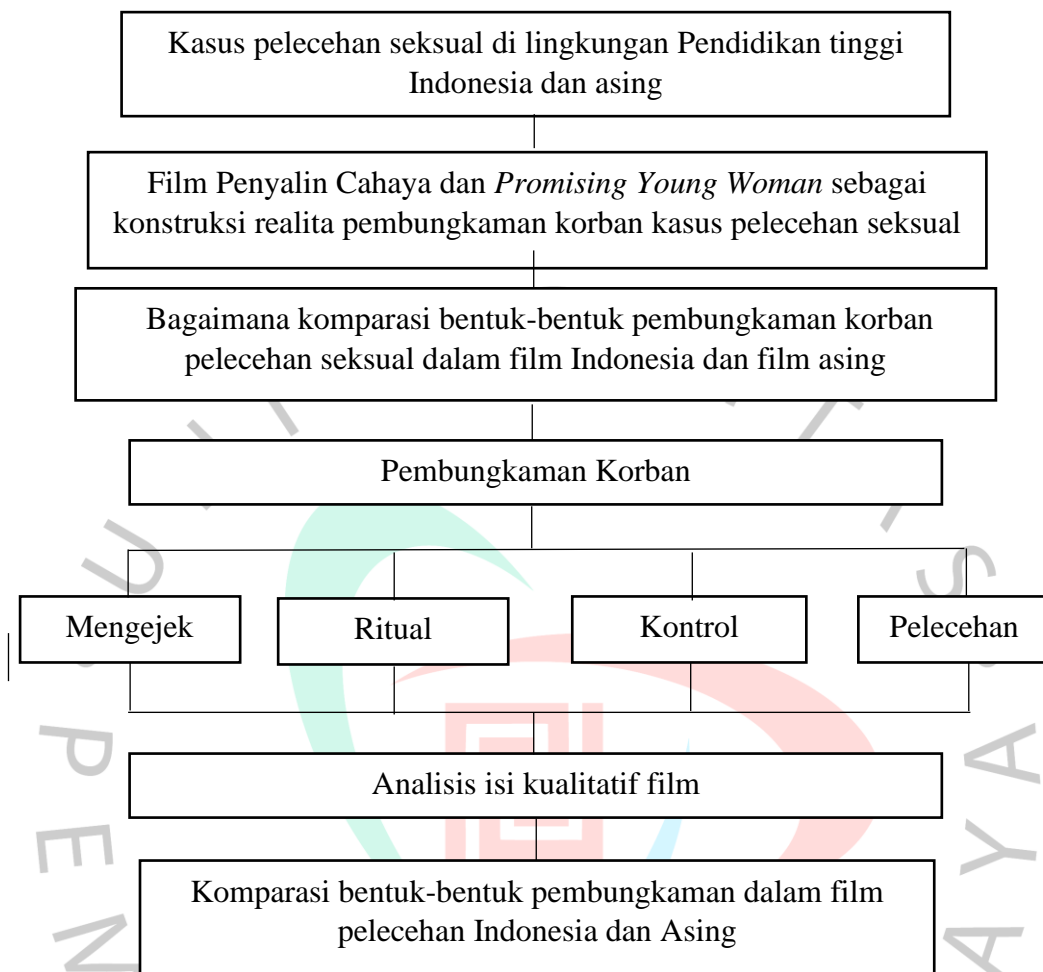 Kasus pelecehan seksual di lingkungan Pendidikan tinggi
Indonesia dan asing
Film Penyalin Cahaya dan Promising Young Woman sebagai
konstruksi realita pembungkaman korban kasus pelecehan seksual
Bagaimana komparasi bentuk-bentuk pembungkaman korban
pelecehan seksual dalam film Indonesia dan film asing
Pembungkaman Korban
Mengejek
Ritual
Kontrol
Pelecehan
Analisis isi kualitatif film
Komparasi bentuk-bentuk pembungkaman dalam film
pelecehan Indonesia dan Asing